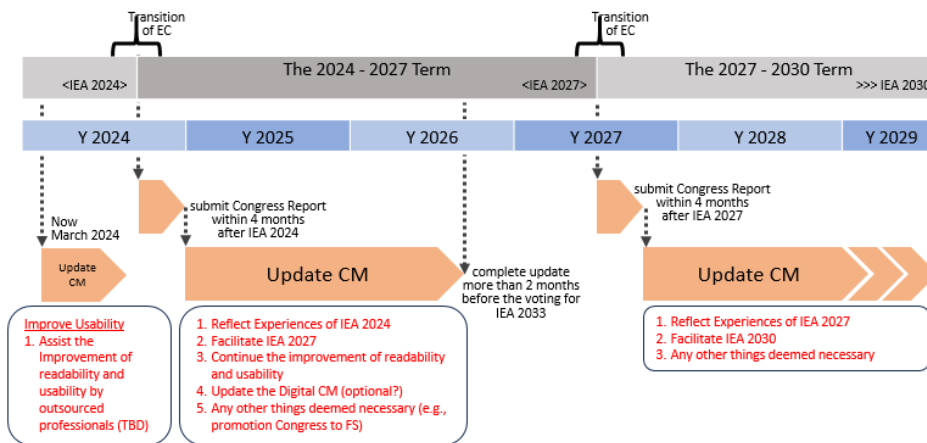 Transition
of EC
Transition
of EC
The 2024 - 2027 Term
The 2027 - 2030 Term
<IEA 2024>
<IEA 2027>
>>> IEA 2030
Y 2024
Y 2025
Y 2026
Y 2027
Y 2028
Y 2029
submit Congress Report
within 4 months
after IEA 2024
submit Congress Report
within 4 months
after IEA 2027
Now
March 2024
Update
CM
Update CM
complete update
more than 2 months
before the voting for
IEA 2033
Update CM
Improve Usability
1. Assist the
Improvement of
readability and
usability by
outsourced
professionals (TBD)
1. Reflect Experiences of IEA 2024
2. Facilitate IEA 2027
3. Continue the improvement of readability
and usability
4. Update the Digital CM (optional?)
5. Any other things deemed necessary (e.g.,
promotion Congress to FS)
1. Reflect Experiences of IEA 2027
2. Facilitate IEA 2030
3. Any other things deemed necessary